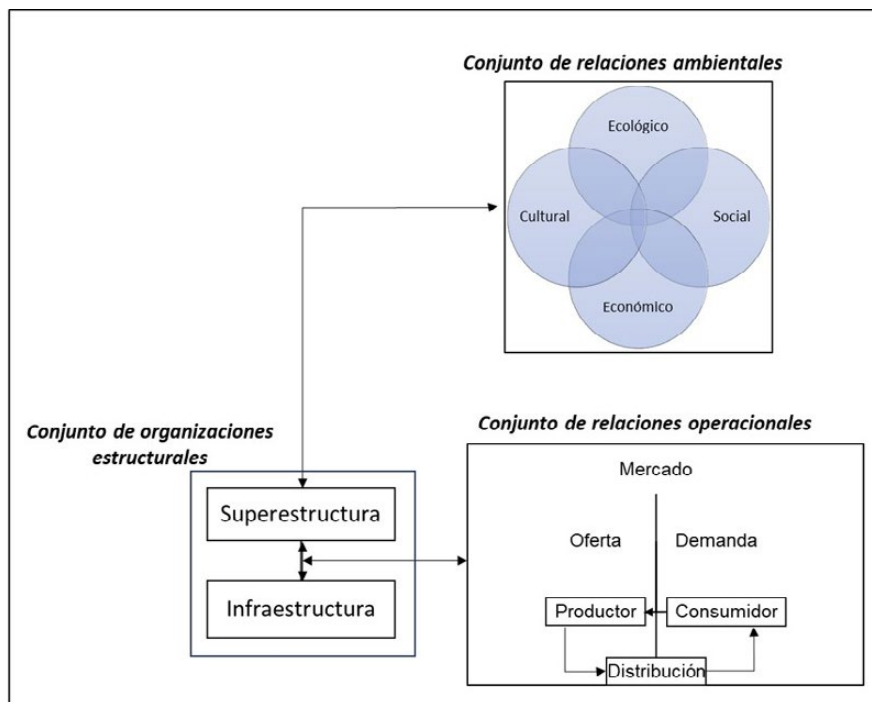 Conjunto de relaciones ambientales
Ecológico
Cultural
Social
Económico
Conjunto de organizaciones
estructurales
Superestructura
Infraestructura
Conjunto de relaciones operacionales
Mercado
Oferta
Demanda
Productor
Consumidor
Distribución